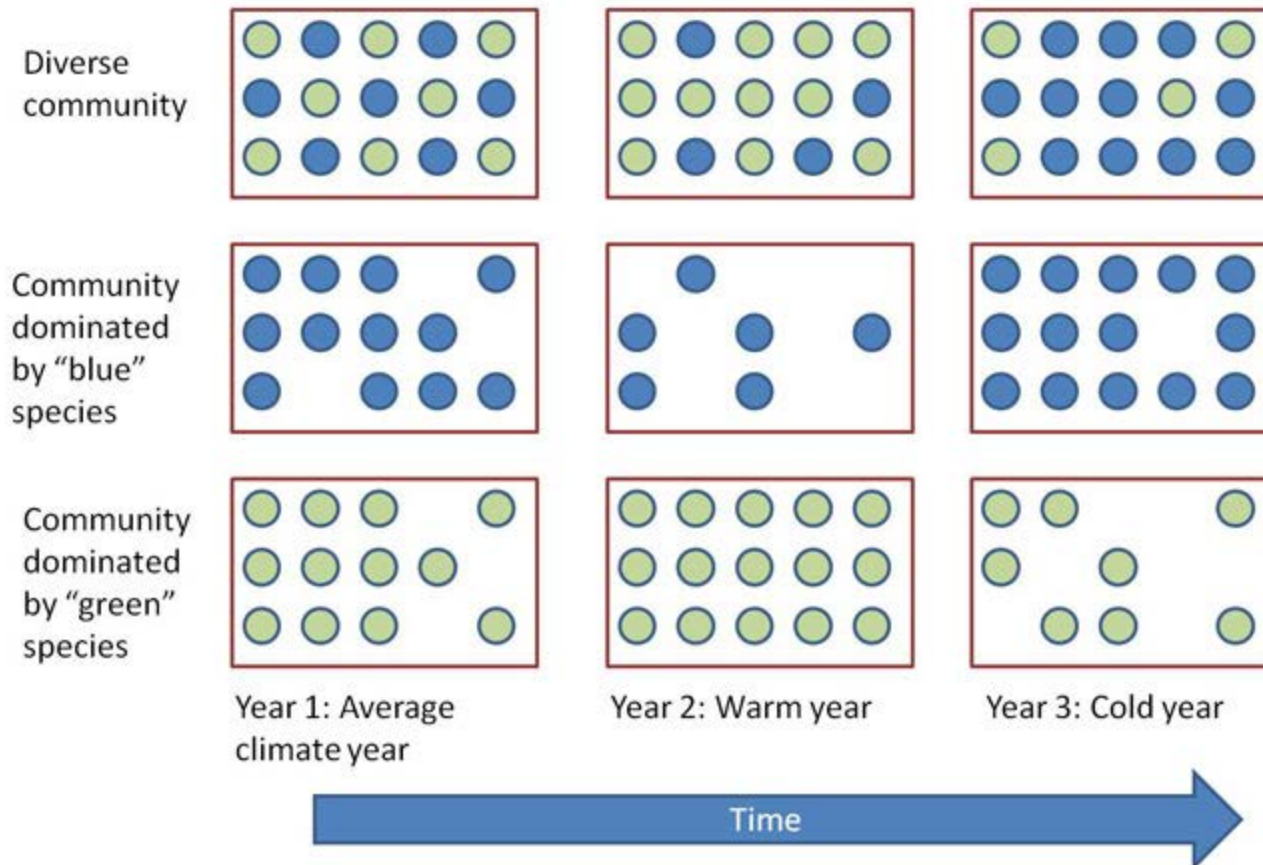 Diverse
community
Community
dominated
by “blue”
species
Community
dominated
by “green”
species
Year 1: Average
climate year
Year 2: Warm year
Year 3: Cold year
Time